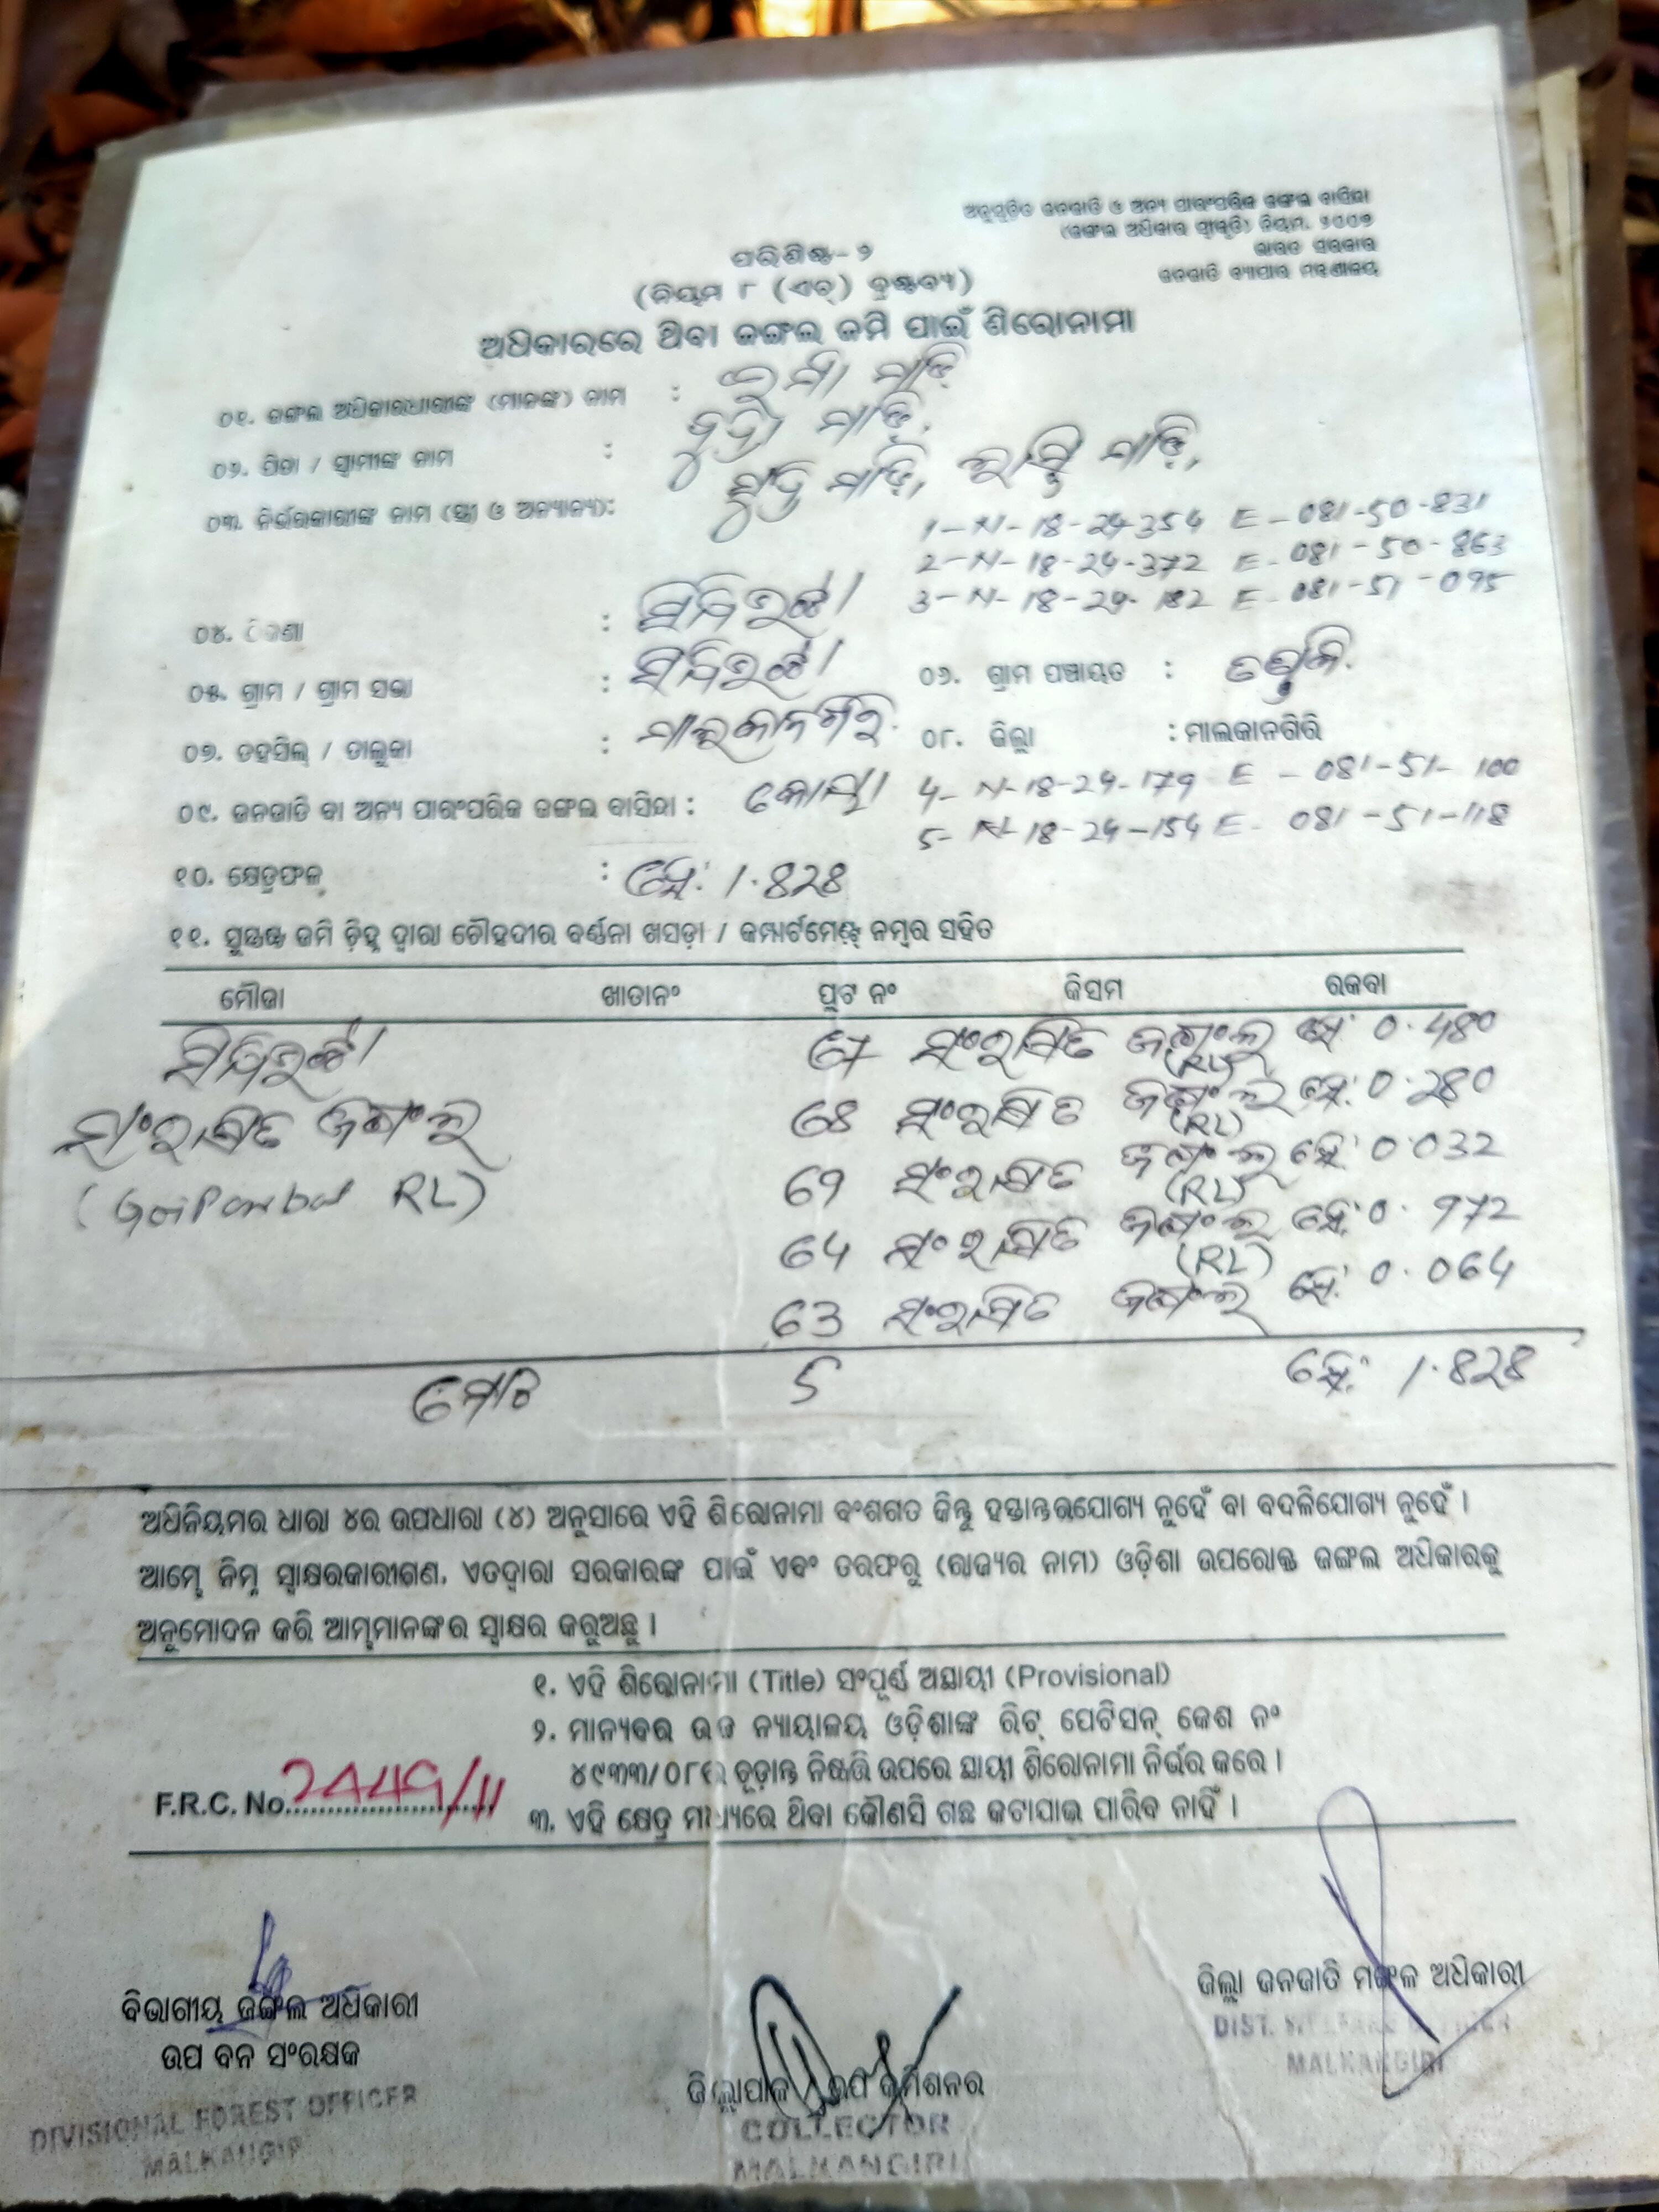 ଅନୁସୂଚିତ ଜନଜାତି ଓ ଅନ୍ୟ ପାରଂପରିକ ଜଙ୍ଗଲ ବାସିନ୍ଦା
(ଜଙ୍ଗଲ ଅଧିକାର ସ୍ୱୀକୃତି) ନିୟମ, ୨୦୦୭
ଭାରତ ସରକାର
ଜନଜାତି ବ୍ୟାପାର ମନ୍ତ୍ରଣାଳୟ
ପରିଶିଷ୍ଟ-୨
(ନିୟମ ୮ (ଏଚ୍) ଦ୍ରଷ୍ଟବ୍ୟ)
ଅଧିକାରରେ ଥିବା ଜଙ୍ଗଲ ଜମି ପାଇଁ ଶିରୋନାମା
୦୧. ଜଙ୍ଗଲ ଅଧିକାରଧାରୀଙ୍କ (ମାନଙ୍କ) ନାମ : ମାଡ଼ି
୦୨. ପିତା / ସ୍ୱାମୀଙ୍କ ନାମ : ମାଡ଼ି
୦୩. ନିର୍ଭରକାରୀଙ୍କ ନାମ (ସ୍ତ୍ରୀ ଓ ଅନ୍ୟାନ୍ୟ): ମାଡ଼ି, ମାଡ଼ି,
1-N-18-24-354 E-081-50-831
2-N-18-24-372 E-081-50-863
3-N-18-24-182 E-081-51-095
୦୪. ଠିକଣା :
୦୫. ଗ୍ରାମ / ଗ୍ରାମ ସଭା : ୦୬. ଗ୍ରାମ ପଞ୍ଚାୟତ :
୦୭. ତହସିଲ୍ / ତାଲୁକା : ମାଲକାନଗିରି. ୦୮. ଜିଲ୍ଲା : ମାଲକାନଗିରି
୦୯. ଜନଜାତି ବା ଅନ୍ୟ ପାରଂପରିକ ଜଙ୍ଗଲ ବାସିନ୍ଦା : କୋୟା
4-N-18-24-179 E-081-51-100
5-N-18-24-154 E-081-51-118
୧୦. କ୍ଷେତ୍ରଫଳ : ହେ: 1.828
୧୧. ସୁସ୍ପଷ୍ଟ ଜମି ଚିହ୍ନ ଦ୍ୱାରା ଚୌହଦୀର ବର୍ଣ୍ଣନା ଖସଡ଼ା / କମ୍ପାର୍ଟମେଣ୍ଟ୍ ନମ୍ବର ସହିତ
ମୌଜା ଖାତାନଂ ପ୍ଲଟ ନଂ କିସମ ରକବା
67 ସଂରକ୍ଷିତ ଜଙ୍ଗଲ (RL) ହେ: 0.480
ସଂରକ୍ଷିତ ଜଙ୍ଗଲ 68 ସଂରକ୍ଷିତ ଜଙ୍ଗଲ (RL) ହେ: 0.280
RL) 69 ସଂରକ୍ଷିତ ଜଙ୍ଗଲ (RL) ହେ: 0.032
64 ସଂରକ୍ଷିତ ଜଙ୍ଗଲ (RL) ହେ: 0.972
63 ସଂରକ୍ଷିତ ଜଙ୍ଗଲ ହେ: 0.064
ମୋଟ 5 ହେ: 1.828
ଅଧିନିୟମର ଧାରା ୪ର ଉପଧାରା (୪) ଅନୁସାରେ ଏହି ଶିରୋନାମା ବଂଶଗତ କିନ୍ତୁ ହସ୍ତାନ୍ତରଯୋଗ୍ୟ ନୁହେଁ ବା ବଦଳିଯୋଗ୍ୟ ନୁହେଁ ।
ଆମ୍ଭେ ନିମ୍ନ ସ୍ୱାକ୍ଷରକାରୀଗଣ, ଏତଦ୍ୱାରା ସରକାରଙ୍କ ପାଇଁ ଏବଂ ତରଫରୁ (ରାଜ୍ୟର ନାମ) ଓଡ଼ିଶା ଉପରୋକ୍ତ ଜଙ୍ଗଲ ଅଧିକାରକୁ
ଅନୁମୋଦନ କରି ଆମ୍ଭମାନଙ୍କର ସ୍ୱାକ୍ଷର କରୁଅଛୁ ।
୧. ଏହି ଶିରୋନାମା (Title) ସଂପୂର୍ଣ୍ଣ ଅସ୍ଥାୟୀ (Provisional)
୨. ମାନ୍ୟବର ଉଚ୍ଚ ନ୍ୟାୟାଳୟ ଓଡ଼ିଶାଙ୍କ ରିଟ୍ ପେଟିସନ୍ କେଶ ନଂ
୪୯୩୩/୦୮ର ଚୂଡ଼ାନ୍ତ ନିଷ୍ପତ୍ତି ଉପରେ ସ୍ଥାୟୀ ଶିରୋନାମା ନିର୍ଭର କରେ ।
F.R.C. No. 2449/11
୩. ଏହି କ୍ଷେତ୍ର ମଧ୍ୟରେ ଥିବା କୌଣସି ଗଛ କଟାଯାଇ ପାରିବ ନାହିଁ ।
ଜିଲ୍ଲା ଜନଜାତି ମଙ୍ଗଳ ଅଧିକାରୀ
DIST. WELFARE OFFICER
MALKANGIRI
ବିଭାଗୀୟ ଜଙ୍ଗଲ ଅଧିକାରୀ
ଉପ ବନ ସଂରକ୍ଷକ
DIVISIONAL FOREST OFFICER
MALKANGIRI
ଜିଲ୍ଲାପାଳ / ଉପ କମିଶନର
COLLECTOR
MALKANGIRI